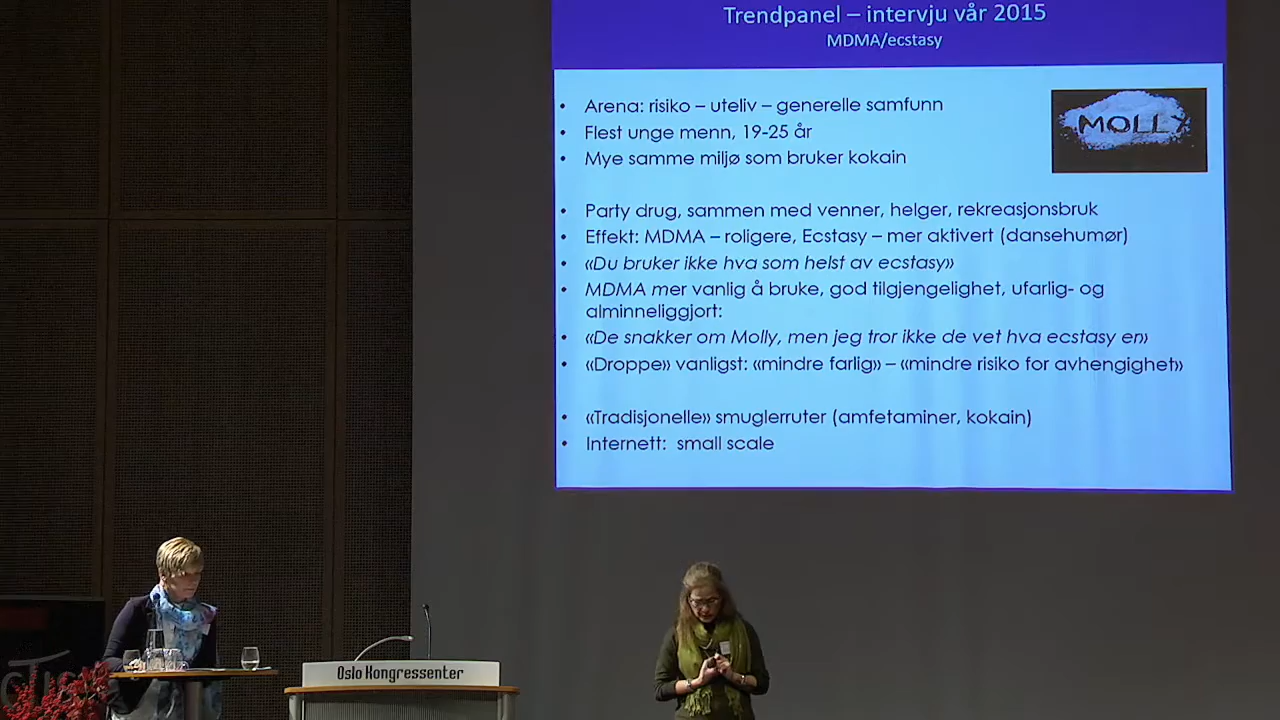 Trendpanel – intervju vår 2015
MDMA/ecstasy
• Arena: risiko – uteliv – generelle samfunn
• Flest unge menn, 19-25 år
• Mye samme miljø som bruker kokain
MOLLY
• Party drug, sammen med venner, helger, rekreasjonsbruk
• Effekt: MDMA – roligere, Ecstasy – mer aktivert (dansehumør)
• «Du bruker ikke hva som helst av ecstasy»
• MDMA mer vanlig å bruke, god tilgjengelighet, ufarlig- og
alminneliggjort:
• «De snakker om Molly, men jeg tror ikke de vet hva ecstasy en»
• «Droppe» vanligst: «mindre farlig» – «mindre risiko for avhengighet»
• «Tradisjonelle» smuglerruter (amfetaminer, kokain)
• Internett: small scale
Oslo Kongressenter